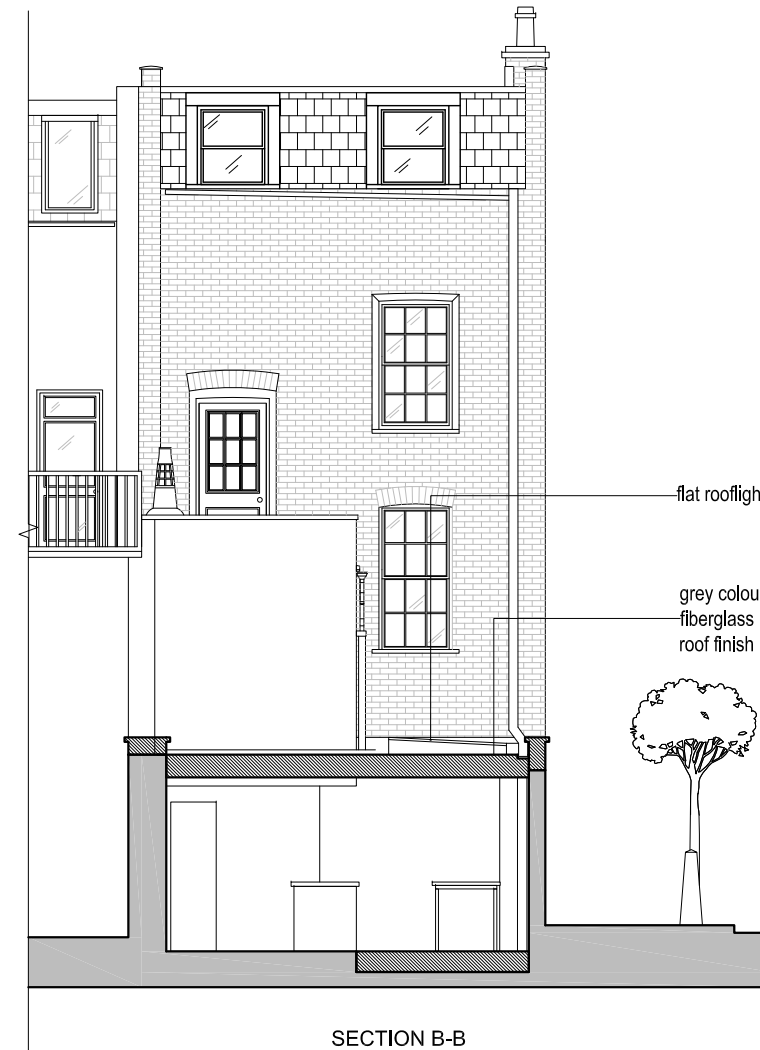 flat roofligh
grey colou
fiberglass
roof finish
SECTION B-B